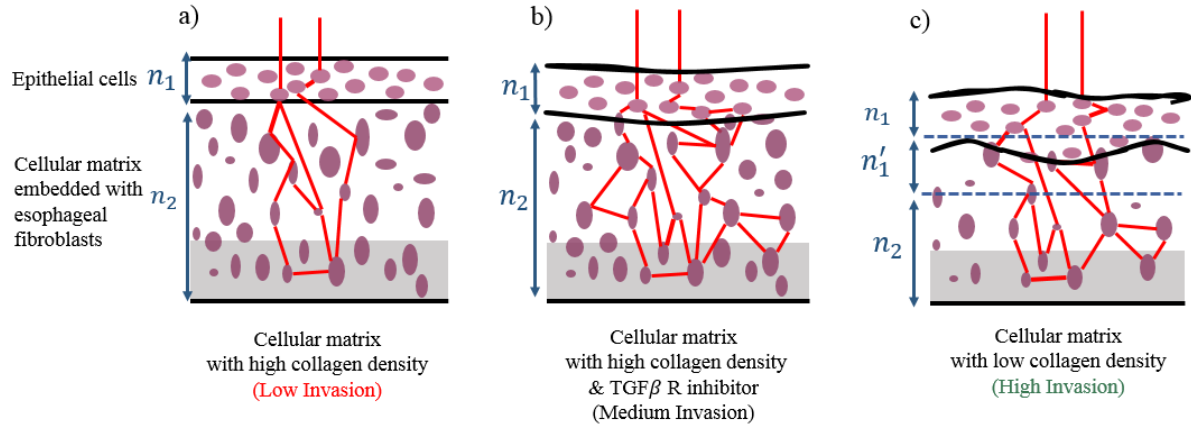 a)
b)
c)
Epithelial cells
n₁
n₁
n₁
n₁′
Cellular matrix
embedded with
esophageal
fibroblasts
n₂
n₂
n₂
Cellular matrix
with high collagen density
(Low Invasion)
Cellular matrix
with high collagen density
& TGFβ R inhibitor
(Medium Invasion)
Cellular matrix
with low collagen density
(High Invasion)